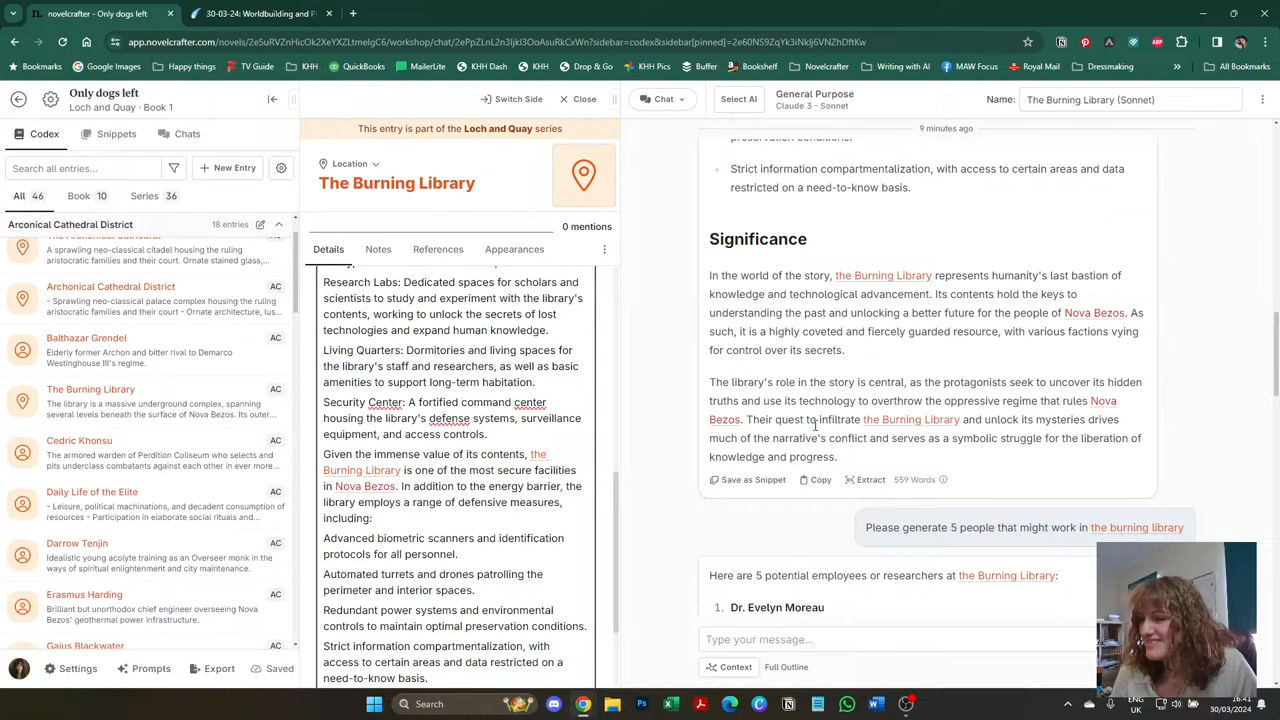 novelcrafter - Only dogs left
30-03-24: Worldbuilding and P
app.novelcrafter.com/novels/2e5uRVZnHicOk2XeYXZLtmelgC6/workshop/chat/2ePpZLnL2n3IjkI3OoAsuRkCxWn?sidebar=codex&sidebar[pinned]=2e60NS9ZqYk3iNkIj6VNZhDftKw
Bookmarks
Google Images
Happy things
TV Guide
KHH
QuickBooks
MailerLite
KHH Dash
KHH
Drop & Go
KHH Pics
Buffer
Bookshelf
Kindlepreneur
MAW Focus
Royal Mail
Dreamscape
»
All Bookmarks
Only dogs left
Loch and Quay - Book 1
Codex
Snippets
Chats
Search all entries...
+ New Entry
All 46
Book 10
Series 36
Arconical Cathedral District
18 entries
AC
A sprawling neo-classical citadel housing the ruling
aristocratic families and their court. Ornate stained glass,...
Archonical Cathedral District
AC
- Sprawling neo-classical palace complex housing the ruling
aristocratic families and their court - Ornate architecture, lus...
Balthazar Grendel
AC
Elderly former Archon and bitter rival to Demarco
Westinghouse III's regime.
The Burning Library
AC
The library is a massive underground complex, spanning
several levels beneath the surface of Nova Bezos. Its outer...
Cedric Khonsu
AC
The armored warden of Perdition Citywide who selects and
pits underclass combatants against each other in ever more...
Daily Life of the Elite
AC
- Leisure, political machinations, and decadent consumption of
resources - Participation in elaborate social rituals and...
Darrow Tenjin
AC
Idealistic young acolyte training as an Overseer monk in the
ways of spiritual enlightenment and city maintenance.
Erasmus Harding
AC
Brilliant but unorthodox chief engineer overseeing Nova
Bezos' geothermal power infrastructure.
Gaius Blackwater
AC
Settings
Prompts
Export
Saved
Switch Side
Close
This entry is part of the Loch and Quay series
Location
The Burning Library
0 mentions
Details
Notes
References
Appearances
Research Labs: Dedicated spaces for scholars and
scientists to study and experiment with the library's
contents, working to unlock the secrets of lost
technologies and expand human knowledge.
Living Quarters: Dormitories and living spaces for
the library's staff and researchers, as well as basic
amenities to support long-term habitation.
Security Center: A fortified command center
housing the library's defense systems, surveillance
equipment, and access controls.
Given the immense value of its contents, the
Burning Library is one of the most secure facilities
in Nova Bezos. In addition to the energy barrier, the
library employs a range of defensive measures,
including:
Advanced biometric scanners and identification
protocols for all personnel.
Automated turrets and drones patrolling the
perimeter and interior spaces.
Redundant power systems and environmental
controls to maintain optimal preservation conditions.
Strict information compartmentalization, with
access to certain areas and data restricted on a
need-to-know basis.
Chat
Select AI
General Purpose
Claude 3 - Sonnet
Name:
The Burning Library (Sonnet)
9 minutes ago
preservation conditions.
Strict information compartmentalization, with access to certain areas and data
restricted on a need-to-know basis.
Significance
In the world of the story, the Burning Library represents humanity's last bastion of
knowledge and technological advancement. Its contents hold the keys to
understanding the past and unlocking a better future for the people of Nova Bezos. As
such, it is a highly coveted and fiercely guarded resource, with various factions vying
for control over its secrets.
The library's role in the story is central, as the protagonists seek to uncover its hidden
truths and use its technology to overthrow the oppressive regime that rules Nova
Bezos. Their quest to infiltrate the Burning Library and unlock its mysteries drives
much of the narrative's conflict and serves as a symbolic struggle for the liberation of
knowledge and progress.
Save as Snippet
Copy
Extract
559 Words
Please generate 5 people that might work in the burning library
Here are 5 potential employees or researchers at the Burning Library:
1. Dr. Evelyn Moreau
Type your message...
Context
Full Outline
Search
ENG
UK
16:41
30/03/2024